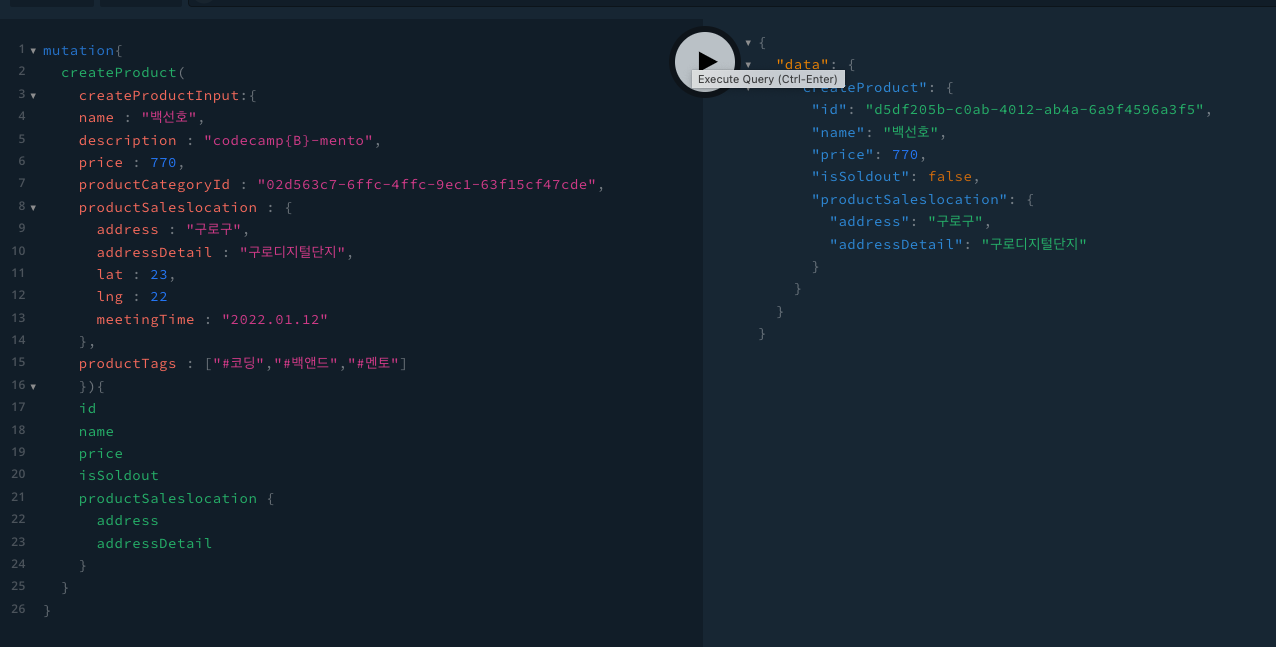 1 mutation{
2 createProduct(
3 createProductInput:{
4 name : "백선호",
5 description : "codecamp{B}-mento",
6 price : 770,
7 productCategoryId : "02d563c7-6ffc-4ffc-9ec1-63f15cf47cde",
8 productSaleslocation : {
9 address : "구로구",
10 addressDetail : "구로디지털단지",
11 lat : 23,
12 lng : 22
13 meetingTime : "2022.01.12"
14 },
15 productTags : ["#코딩","#백앤드","#멘토"]
16 }){
17 id
18 name
19 price
20 isSoldout
21 productSaleslocation {
22 address
23 addressDetail
24 }
25 }
26 }
Execute Query (Ctrl-Enter)
{
"data": {
createProduct": {
"id": "d5df205b-c0ab-4012-ab4a-6a9f4596a3f5",
"name": "백선호",
"price": 770,
"isSoldout": false,
"productSaleslocation": {
"address": "구로구",
"addressDetail": "구로디지털단지"
}
}
}
}